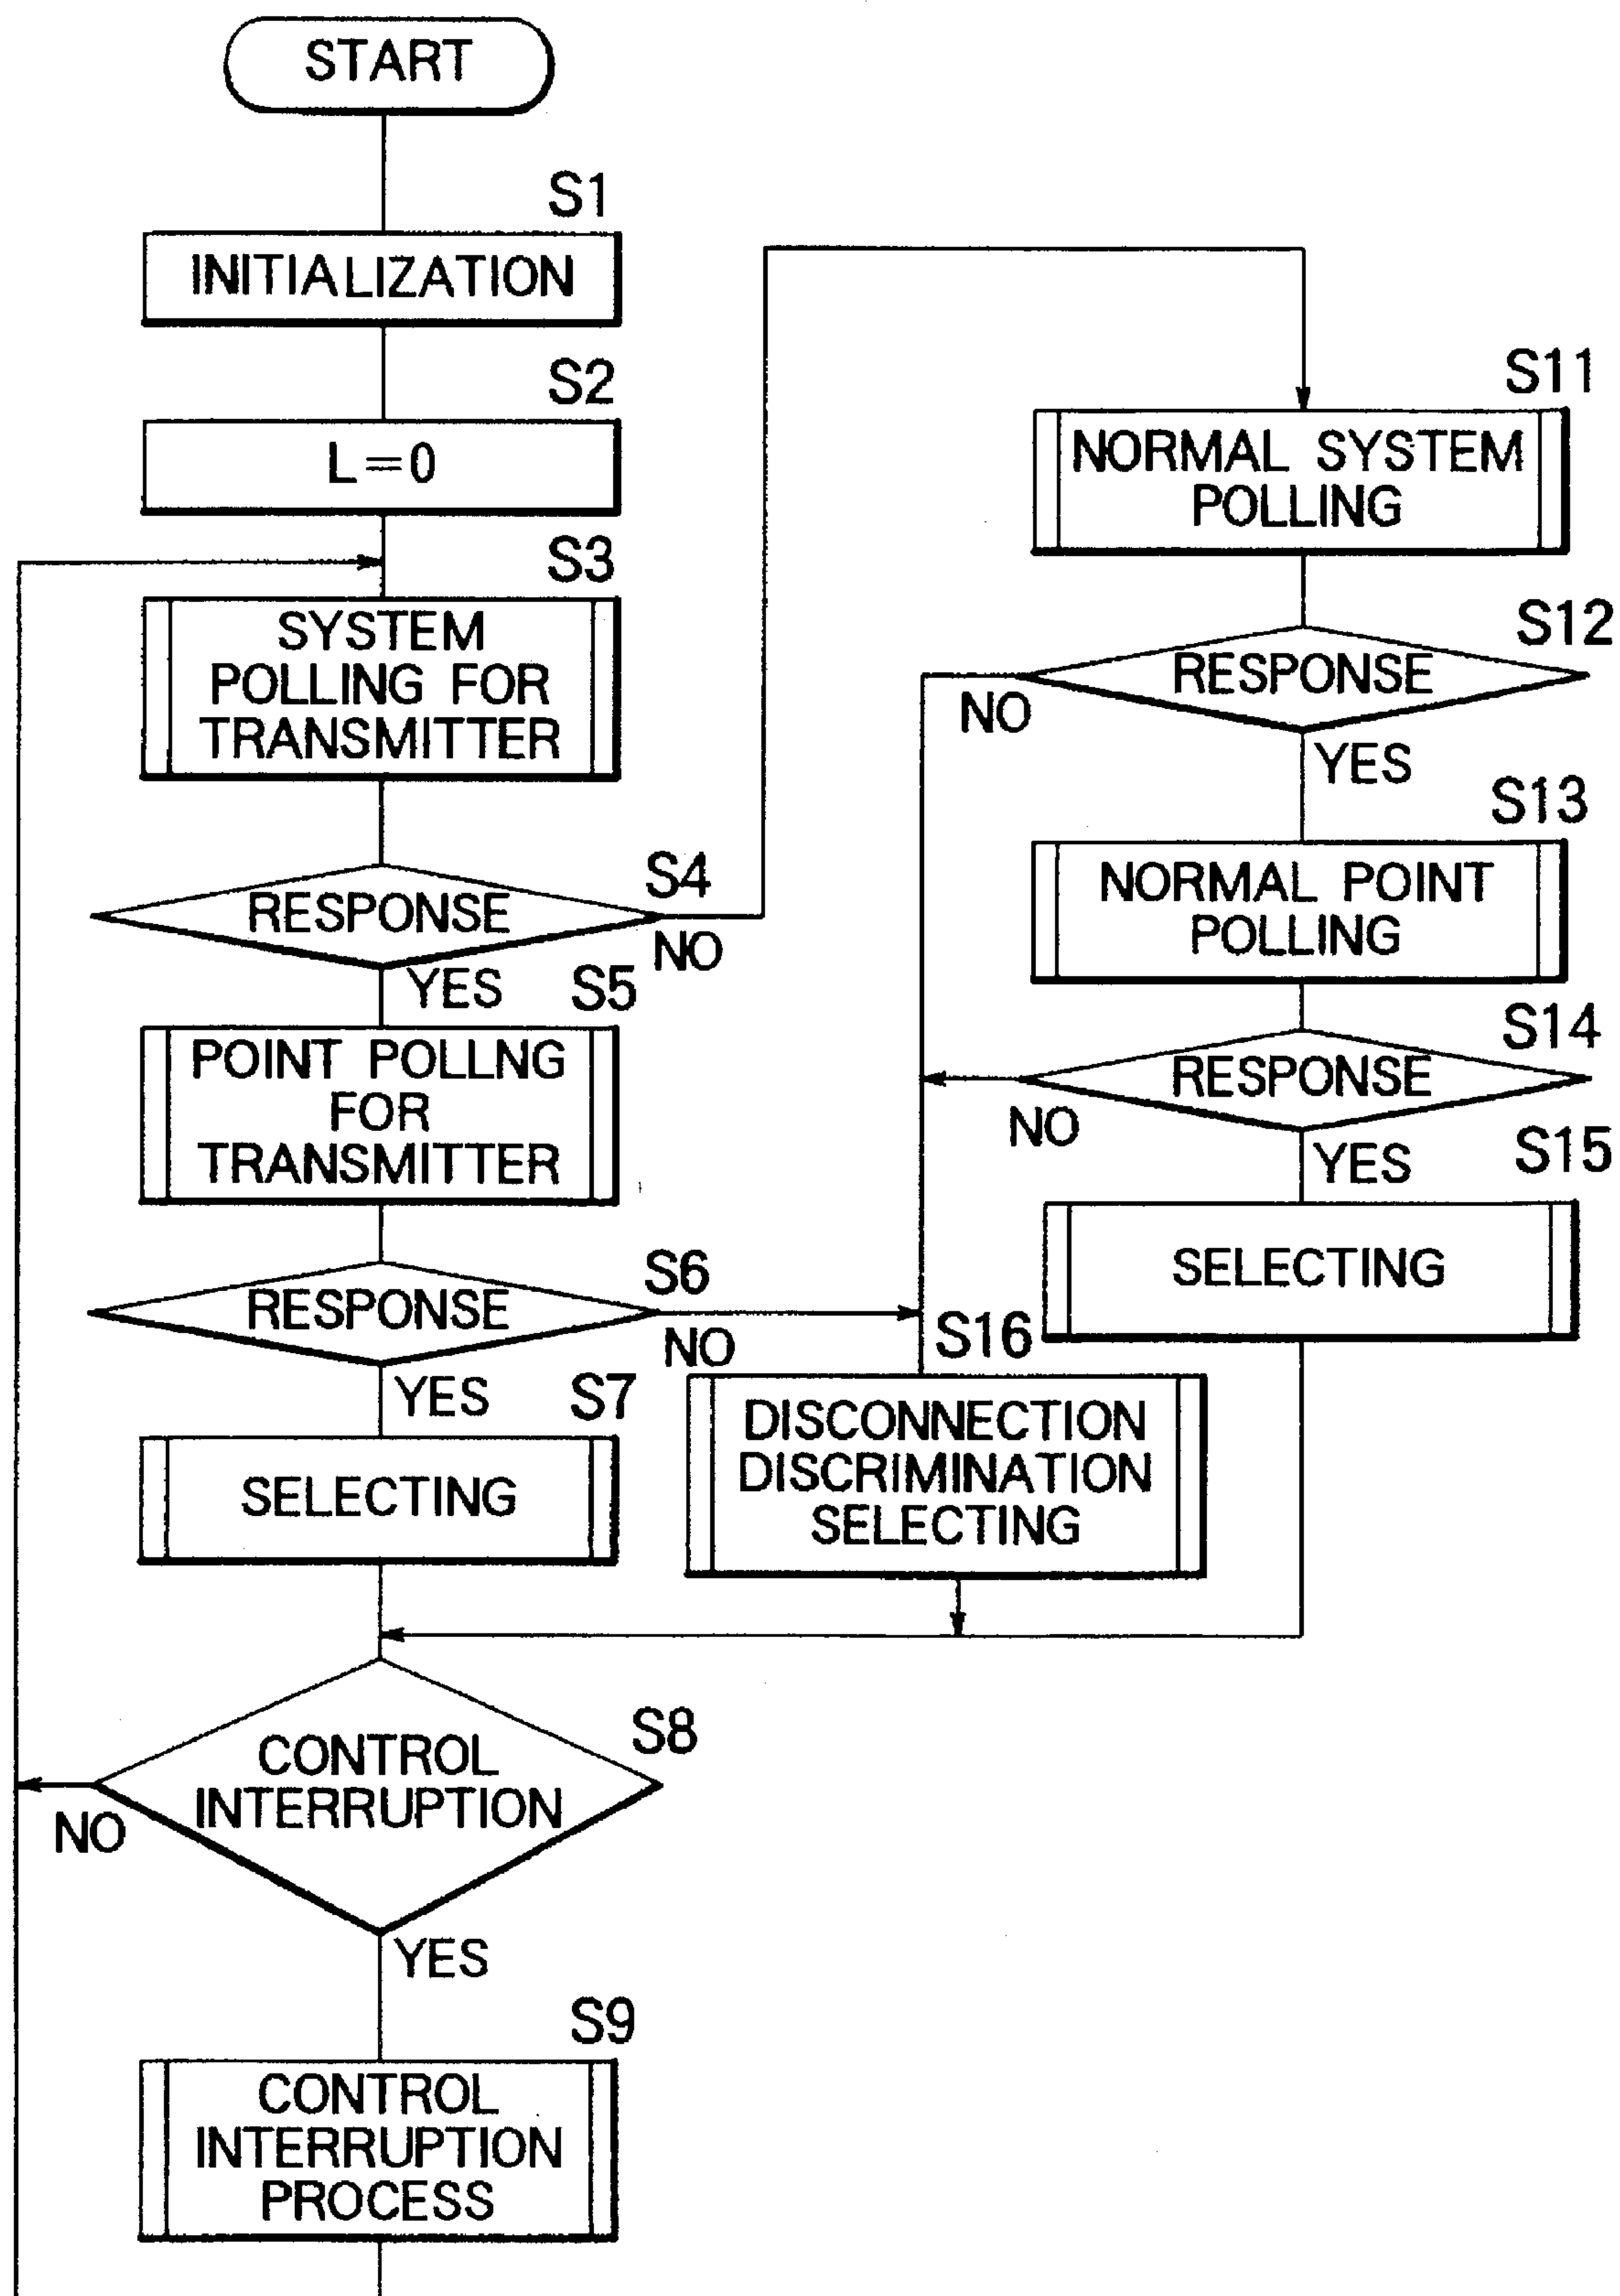 START
S1
INITIALIZATION
S2
L=0
S3
SYSTEM
POLLING FOR
TRANSMITTER
S4
RESPONSE
NO
YES
S5
POINT POLLNG
FOR
TRANSMITTER
S6
RESPONSE
NO
YES
S7
SELECTING
S8
CONTROL
INTERRUPTION
NO
YES
S9
CONTROL
INTERRUPTION
PROCESS
S11
NORMAL SYSTEM
POLLING
S12
RESPONSE
NO
YES
S13
NORMAL POINT
POLLING
S14
RESPONSE
NO
YES
S15
SELECTING
S16
DISCONNECTION
DISCRIMINATION
SELECTING